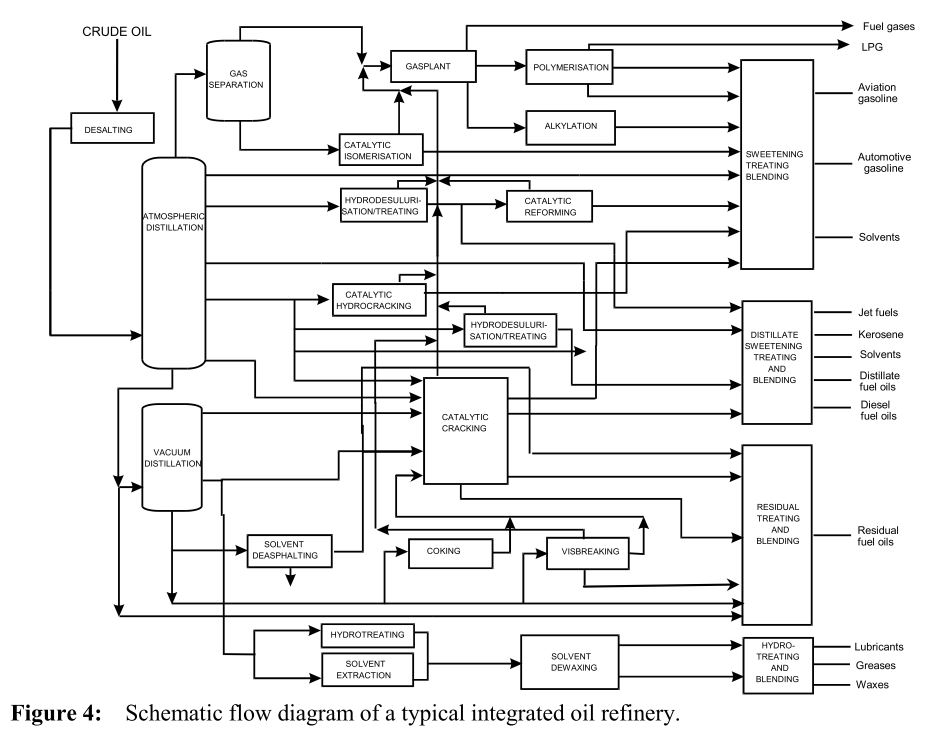 CRUDE OIL
Fuel gases
LPG
GAS
SEPARATION
GASPLANT
POLYMERISATION
Aviation
gasoline
DESALTING
ALKYLATION
CATALYTIC
ISOMERISATION
SWEETENING
TREATING
BLENDING
Automotive
gasoline
ATMOSPHERIC
DISTILLATION
HYDRODESULURI-
SATION/TREATING
CATALYTIC
REFORMING
Solvents
CATALYTIC
HYDROCRACKING
HYDRODESULURI-
SATION/TREATING
DISTILLATE
SWEETENING
TREATING
AND
BLENDING
Jet fuels
Kerosene
Solvents
Distillate
fuel oils
Diesel
fuel oils
CATALYTIC
CRACKING
VACUUM
DISTILLATION
RESIDUAL
TREATING
AND
BLENDING
Residual
fuel oils
SOLVENT
DEASPHALTING
COKING
VISBREAKING
HYDROTREATING
SOLVENT
EXTRACTION
SOLVENT
DEWAXING
HYDRO-
TREATING
AND
BLENDING
Lubricants
Greases
Waxes
Figure 4: Schematic flow diagram of a typical integrated oil refinery.